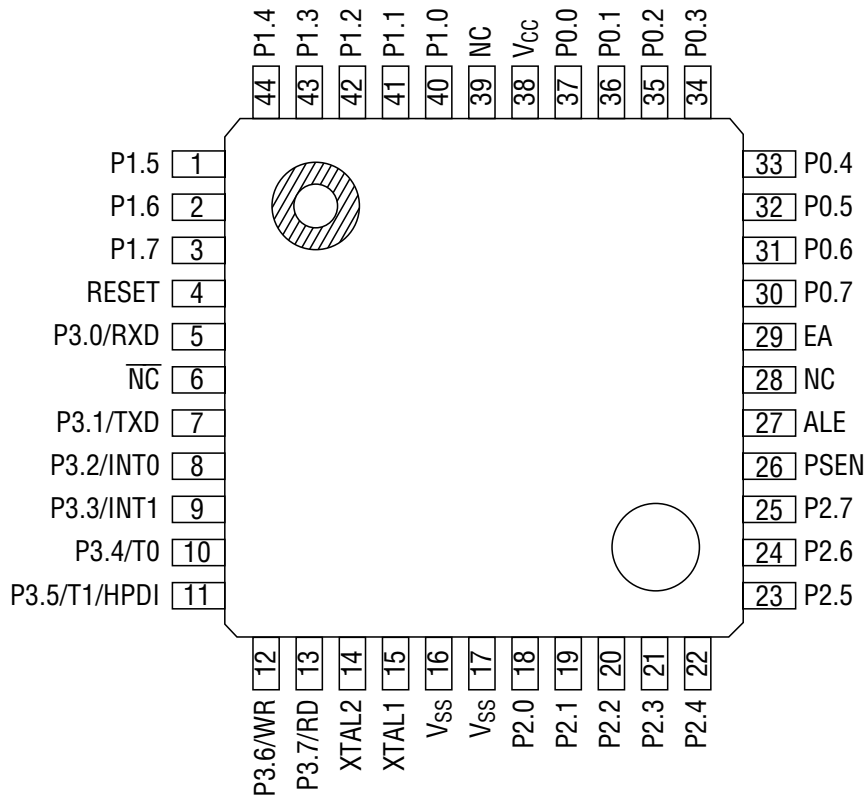 P1.4 P1.3 P1.2 P1.1 P1.0 NC VCC P0.0 P0.1 P0.2 P0.3
44 43 42 41 40 39 38 37 36 35 34
P1.5 1 33 P0.4
P1.6 2 32 P0.5
P1.7 3 31 P0.6
RESET 4 30 P0.7
P3.0/RXD 5 29 EA
NC 6 28 NC
P3.1/TXD 7 27 ALE
P3.2/INT0 8 26 PSEN
P3.3/INT1 9 25 P2.7
P3.4/T0 10 24 P2.6
P3.5/T1/HPDI 11 23 P2.5
12 13 14 15 16 17 18 19 20 21 22
P3.6/WR P3.7/RD XTAL2 XTAL1 VSS VSS P2.0 P2.1 P2.2 P2.3 P2.4